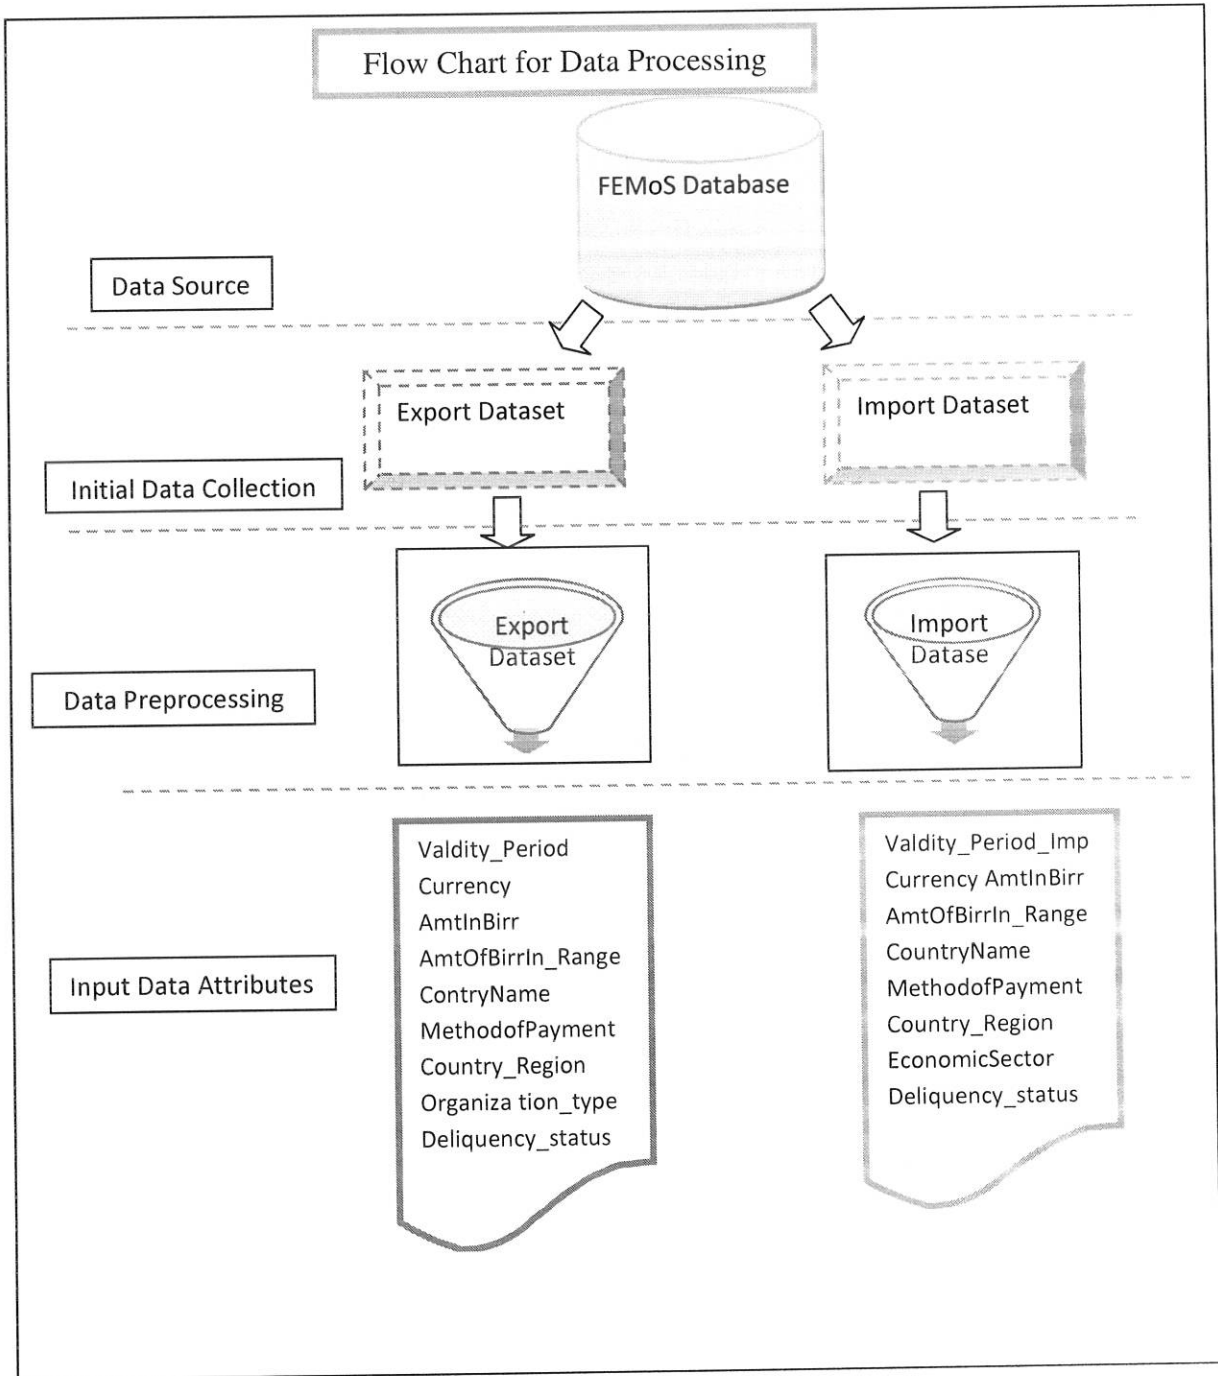 Flow Chart for Data Processing
FEMoS Database
Data Source
Export Dataset
Import Dataset
Initial Data Collection
Export
Dataset
Import
Datase
Data Preprocessing
Valdity_Period
Currency
AmtInBirr
AmtOfBirrIn_Range
ContryName
MethodofPayment
Country_Region
Organiza tion_type
Deliquency_status
Valdity_Period_Imp
Currency AmtInBirr
AmtOfBirrIn_Range
CountryName
MethodofPayment
Country_Region
EconomicSector
Deliquency_status
Input Data Attributes